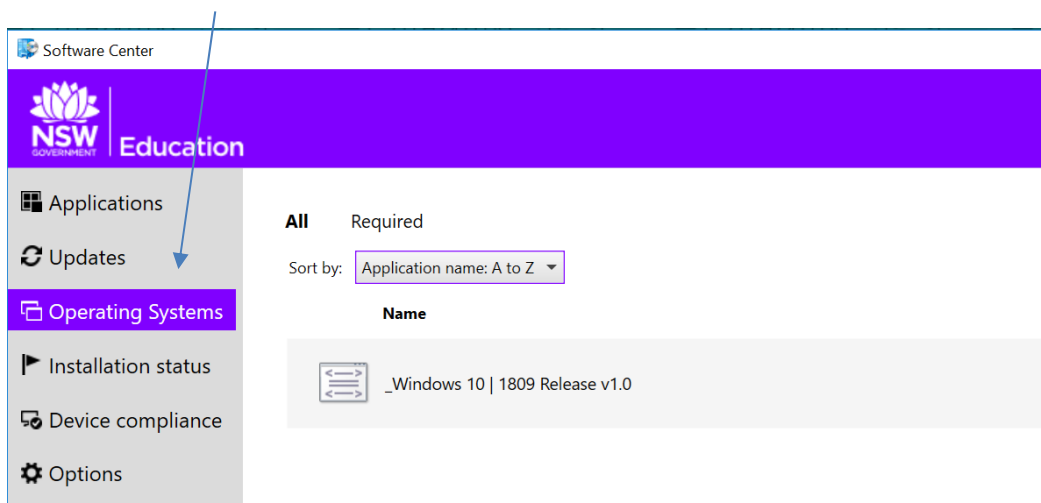 Software Center
NSW
GOVERNMENT
Education
Applications
Updates
Operating Systems
Installation status
Device compliance
Options
All Required
Sort by: Application name: A to Z
Name
_Windows 10 | 1809 Release v1.0